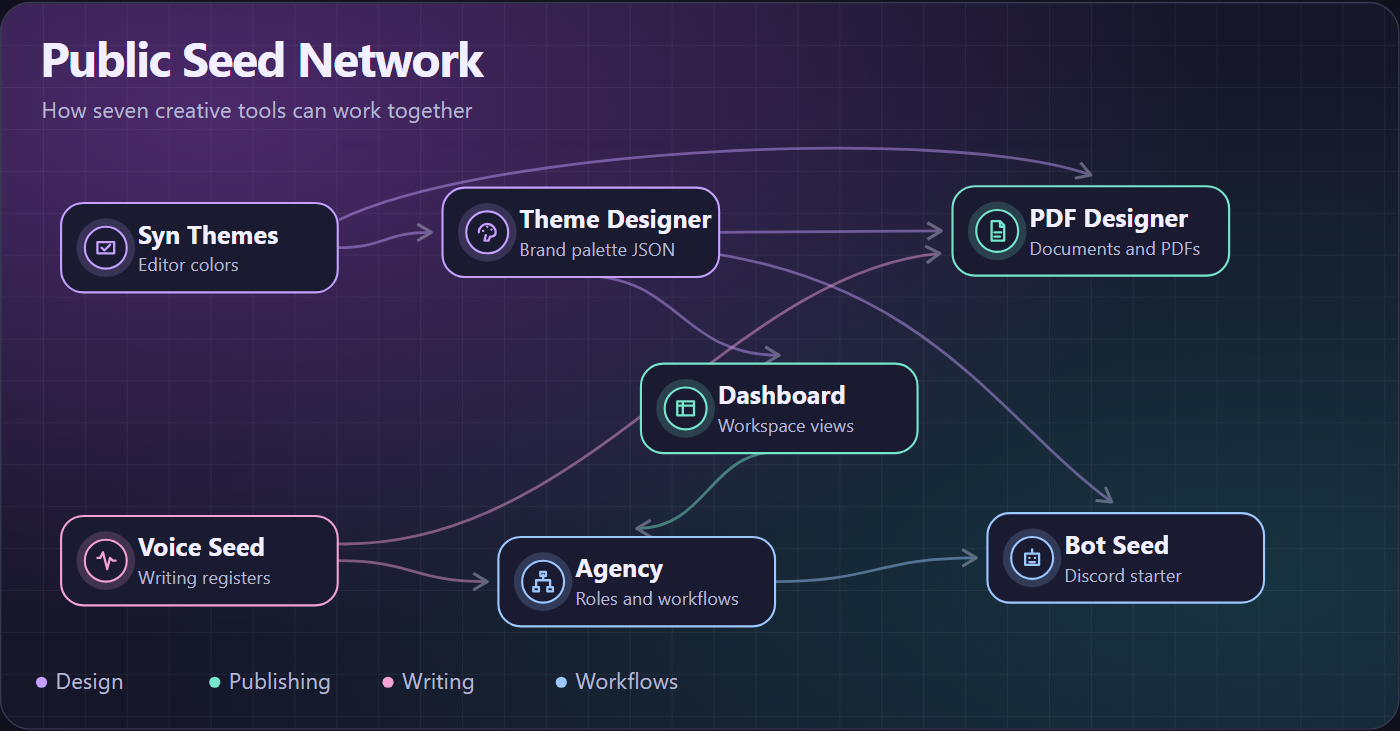 Public Seed Network
How seven creative tools can work together
Syn Themes
Editor colors
Theme Designer
Brand palette JSON
PDF Designer
Documents and PDFs
Dashboard
Workspace views
Voice Seed
Writing registers
Agency
Roles and workflows
Bot Seed
Discord starter
Design
Publishing
Writing
Workflows